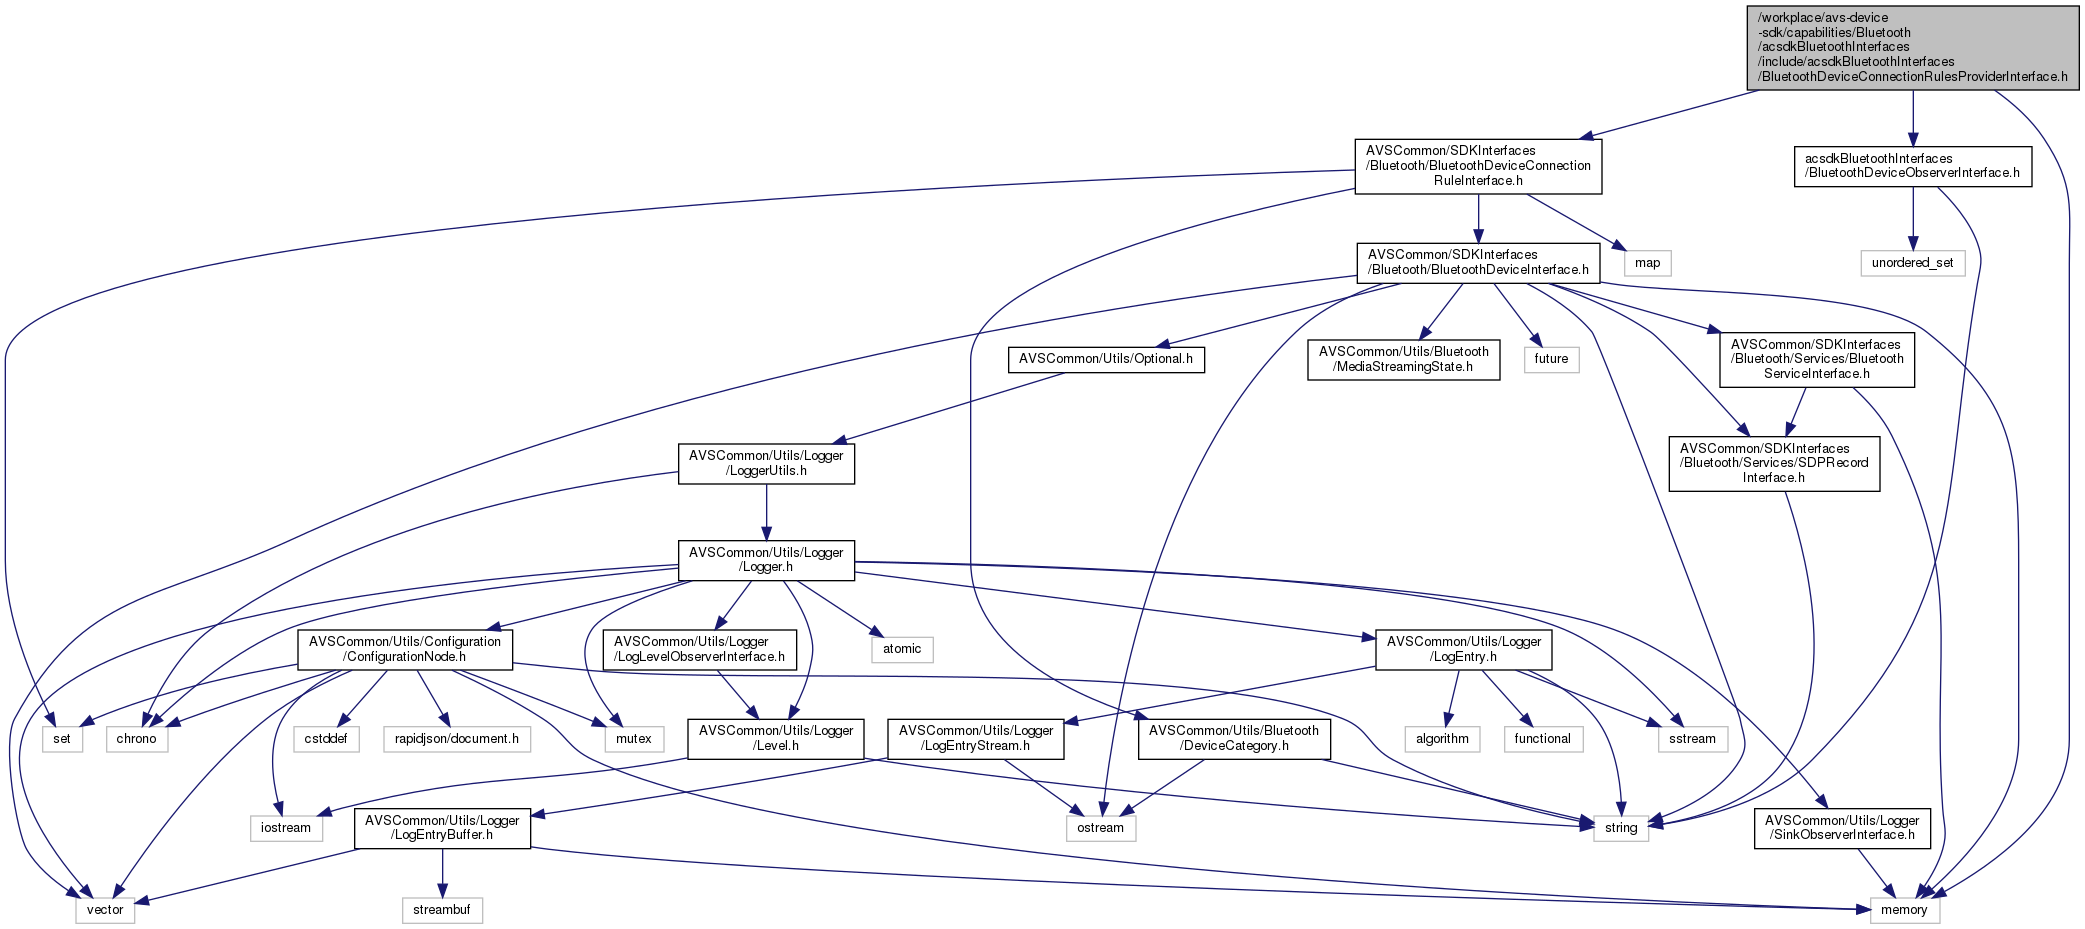 /workplace/avs-device
-sdk/capabilities/Bluetooth
/acsdkBluetoothInterfaces
/include/acsdkBluetoothInterfaces
/BluetoothDeviceConnectionRulesProviderInterface.h
AVSCommon/SDKInterfaces
/Bluetooth/BluetoothDeviceConnection
RuleInterface.h
acsdkBluetoothInterfaces
/BluetoothDeviceObserverInterface.h
AVSCommon/SDKInterfaces
/Bluetooth/BluetoothDeviceInterface.h
map
unordered_set
AVSCommon/Utils/Optional.h
AVSCommon/Utils/Bluetooth
/MediaStreamingState.h
future
AVSCommon/SDKInterfaces
/Bluetooth/Services/Bluetooth
ServiceInterface.h
AVSCommon/Utils/Logger
/LoggerUtils.h
AVSCommon/SDKInterfaces
/Bluetooth/Services/SDPRecord
Interface.h
AVSCommon/Utils/Logger
/Logger.h
AVSCommon/Utils/Configuration
/ConfigurationNode.h
AVSCommon/Utils/Logger
/LogLevelObserverInterface.h
atomic
AVSCommon/Utils/Logger
/LogEntry.h
set
chrono
cstddef
rapidjson/document.h
mutex
AVSCommon/Utils/Logger
/Level.h
AVSCommon/Utils/Logger
/LogEntryStream.h
AVSCommon/Utils/Bluetooth
/DeviceCategory.h
algorithm
functional
sstream
iostream
AVSCommon/Utils/Logger
/LogEntryBuffer.h
ostream
string
AVSCommon/Utils/Logger
/SinkObserverInterface.h
vector
streambuf
memory